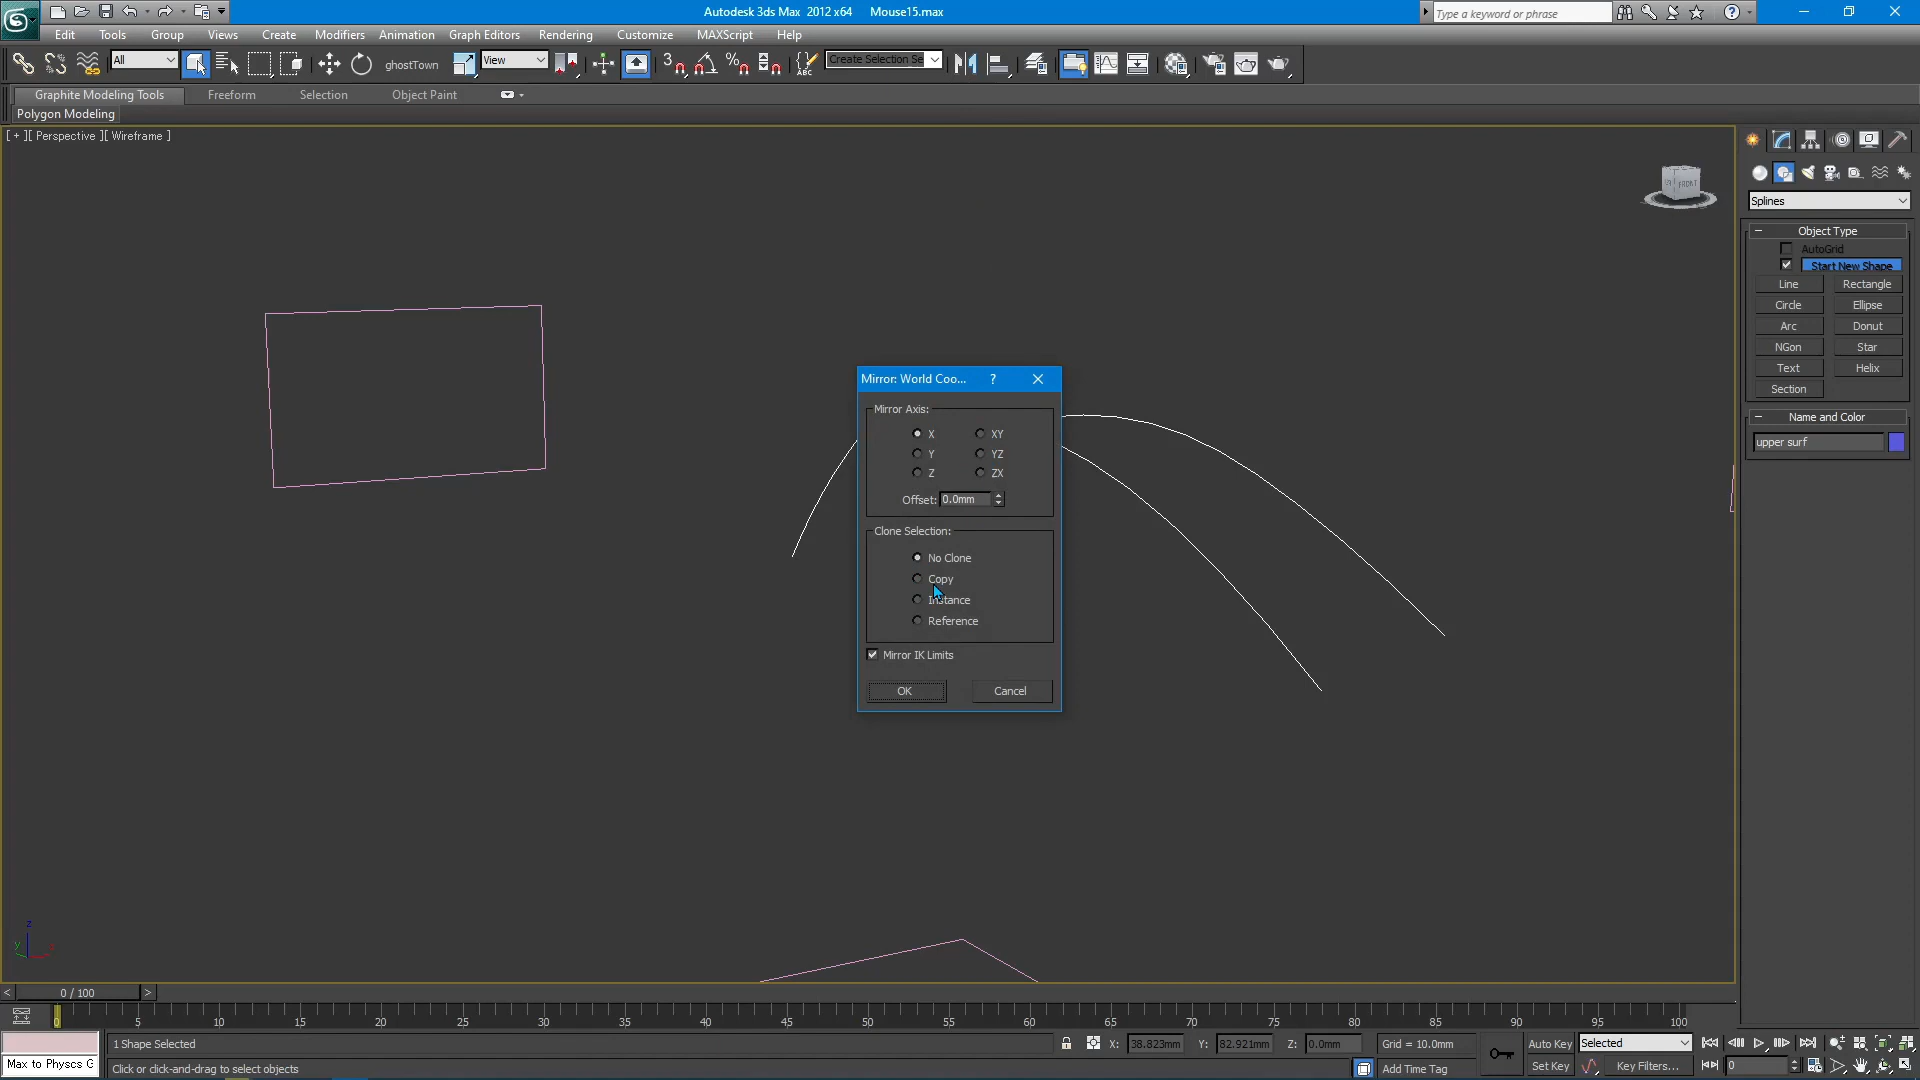 Autodesk 3ds Max 2012 x64 Mouse15.max
Type a keyword or phrase
Edit Tools Group Views Create Modifiers Animation Graph Editors Rendering Customize MAXScript Help
All
ghostTown
View
3
ABC
Create Selection Se
Graphite Modeling Tools Freeform Selection Object Paint
Polygon Modeling
[ + ][ Perspective ][ Wireframe ]
FRONT
Splines
Object Type
AutoGrid
Start New Shape
Line Rectangle
Circle Ellipse
Arc Donut
NGon Star
Text Helix
Section
Name and Color
upper surf
Mirror: World Coo... ?
Mirror Axis:
X XY
Y YZ
Z ZX
Offset: 0.0mm
Clone Selection:
No Clone
Copy
Instance
Reference
Mirror IK Limits
OK Cancel
z
y
x
< 0 / 100 >
0 5 10 15 20 25 30 35 40 45 50 55 60 65 70 75 80 85 90 95 100
1 Shape Selected
X: 38.823mm Y: 82.921mm Z: 0.0mm Grid = 10.0mm
Auto Key Selected
Max to Physcs G
Click or click-and-drag to select objects
Add Time Tag
Set Key Key Filters... 0